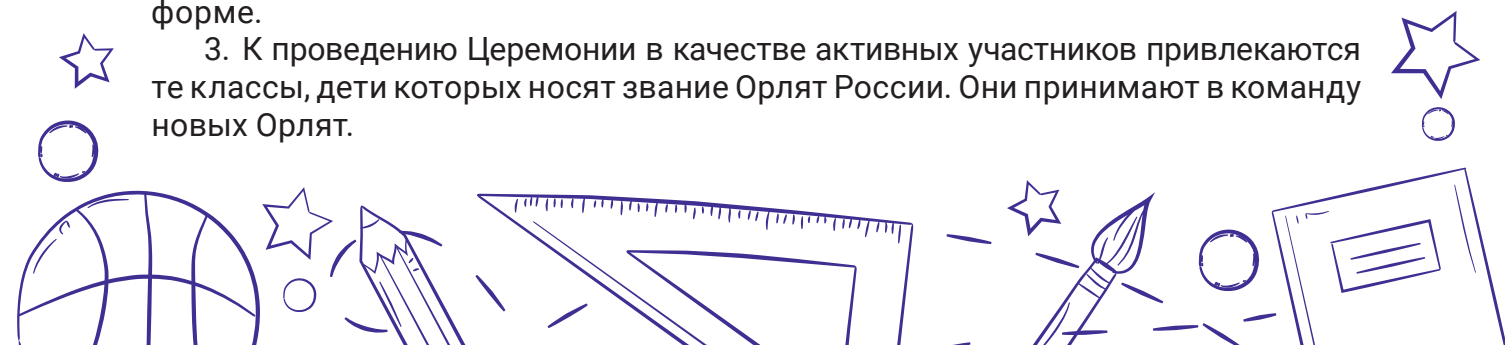 форме.
3. К проведению Церемонии в качестве активных участников привлекаются
те классы, дети которых носят звание Орлят России. Они принимают в команду
новых Орлят.